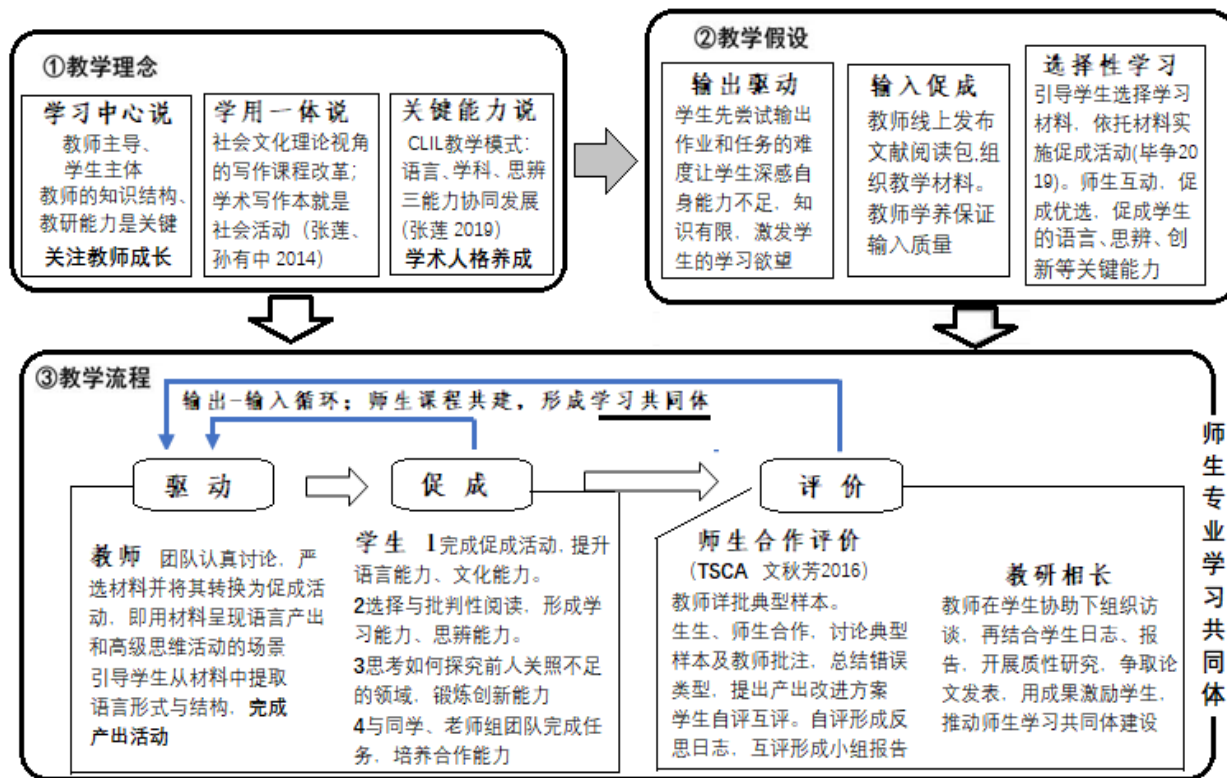 ①教学理念
学习中心说
教师主导、
学生主体
教师的知识结构、
教研能力是关键
关注教师成长
学用一体说
社会文化理论视角
的写作课程改革;
学术写作本就是
社会活动（张莲、
孙有中 2014）
关键能力说
CLIL教学模式:
语言、学科、思辨
三能力协同发展
(张莲 2019)
学术人格养成
②教学假设
输出驱动
学生先尝试输出
作业和任务的难
度让学生深感自
身能力不足，知
识有限，激发学
生的学习欲望
输入促成
教师线上发布
文献阅读包,组
织教学材料。
教师学养保证
输入质量
选择性学习
引导学生选择学习
材料，依托材料实
施促成活动(毕争20
19)。师生互动，促
成优选，促成学生
的语言、思辨、创
新等关键能力
③教学流程
输出-输入循环；师生课程共建，形成学习共同体
驱动
促成
评价
教师 团队认真讨论，严
选材料并将其转换为促成活
动，即用材料呈现语言产出
和高级思维活动的场景
引导学生从材料中提取
语言形式与结构，完成
产出活动
学生 1完成促成活动,提升
语言能力、文化能力。
2选择与批判性阅读，形成学
习能力、思辨能力。
3思考如何探究前人关照不足
的领域，锻炼创新能力
4与同学、老师组团队完成任
务，培养合作能力
师生合作评价
（TSCA 文秋芳2016）
教师详批典型样本。
生生、师生合作，讨论典型
样本及教师批注，总结错误
类型，提出产出改进方案
学生自评互评。自评形成反
思日志，互评形成小组报告
教研相长
教师在学生协助下组织访
谈，再结合学生日志、报
告，开展质性研究，争取论
文发表，用成果激励学生，
推动师生学习共同体建设
师生专业学习共同体